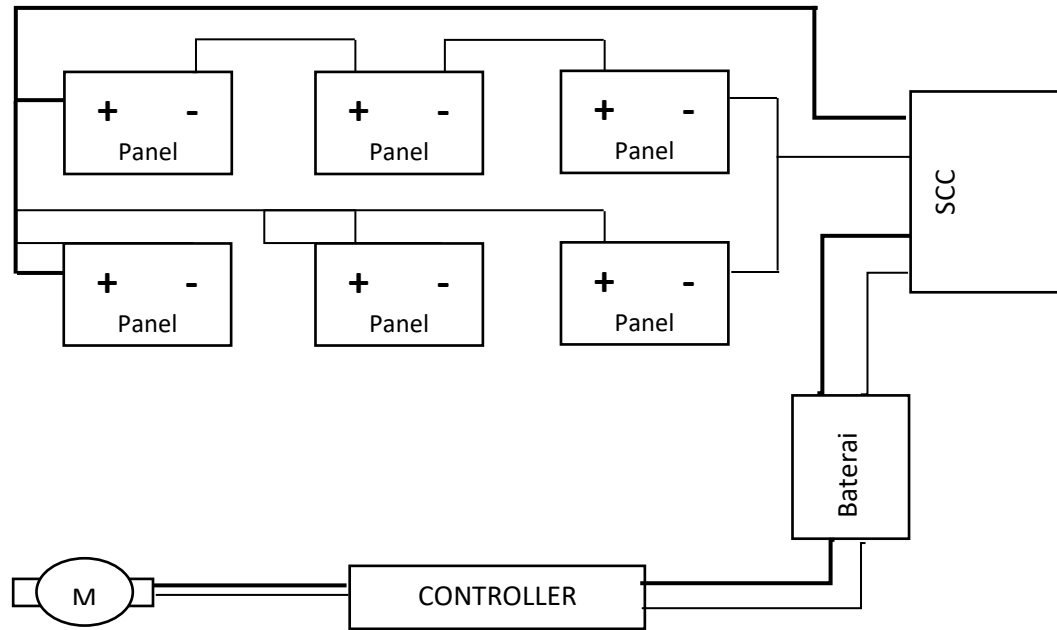 + -
Panel
+ -
Panel
+ -
Panel
SCC
+ -
Panel
+ -
Panel
+ -
Panel
Baterai
M
CONTROLLER